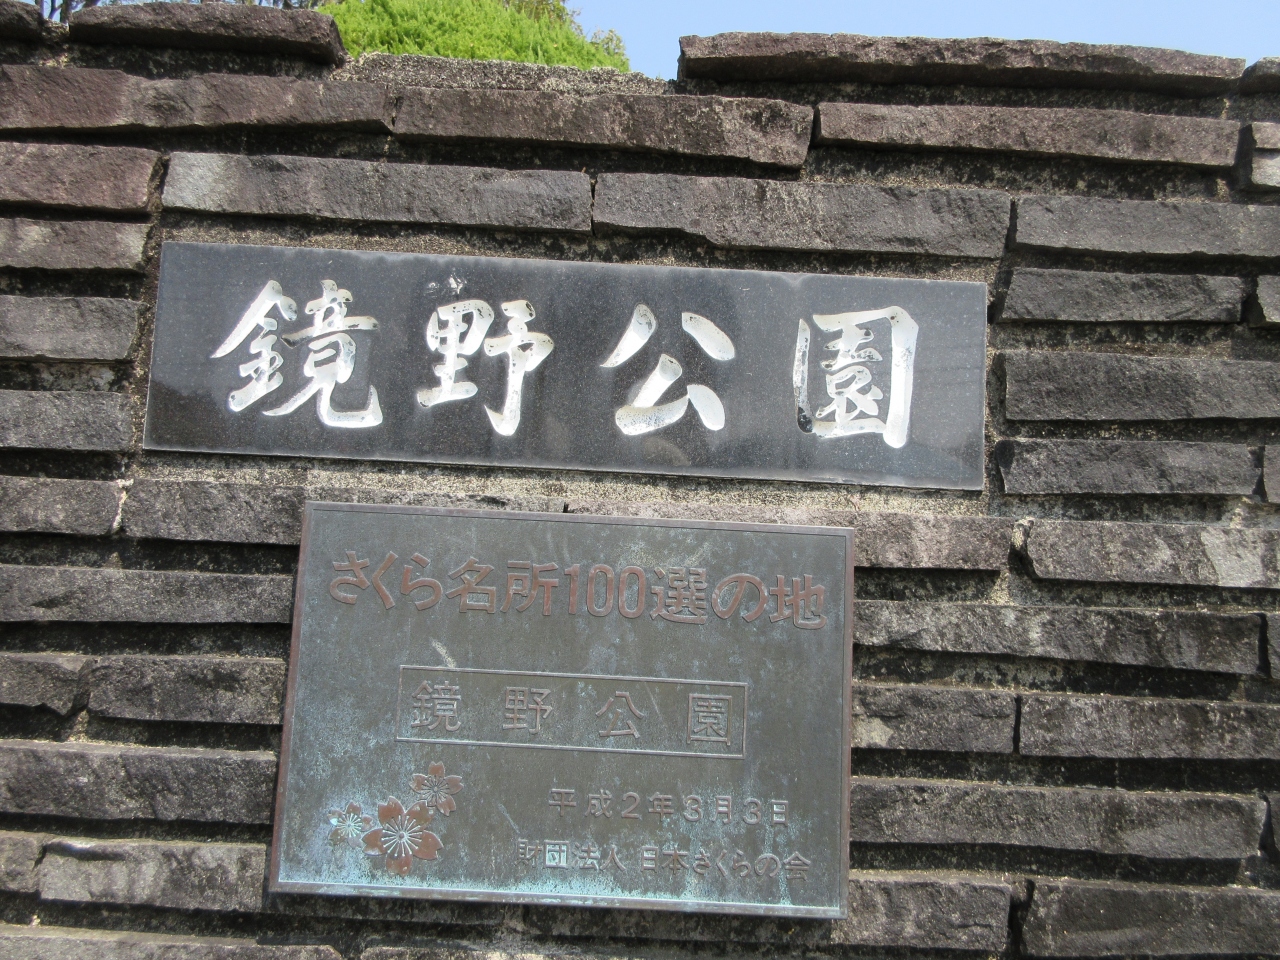 鏡野公園
さくら名所100選の地
鏡野公園
平成2年3月3日
財団法人 日本さくらの会